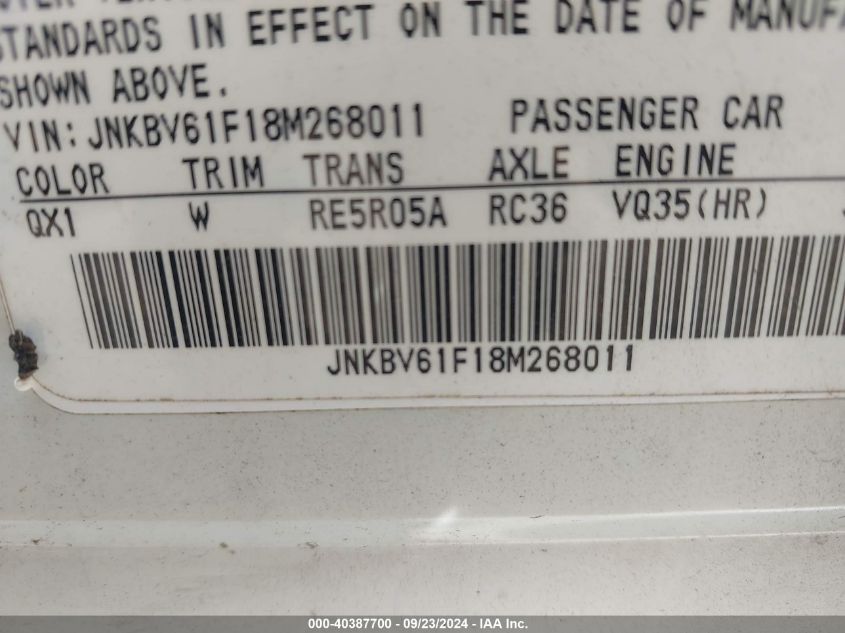 STANDARDS IN EFFECT ON THE DATE OF
SHOWN ABOVE.
VIN: JNKBV61F18M268011 PASSENGER CAR
COLOR TRIM TRANS AXLE ENGINE
QX1 W RE5R05A RC36 VQ35(HR)
JNKBV61F18M268011
000-40387700 - 09/23/2024 - IAA Inc.